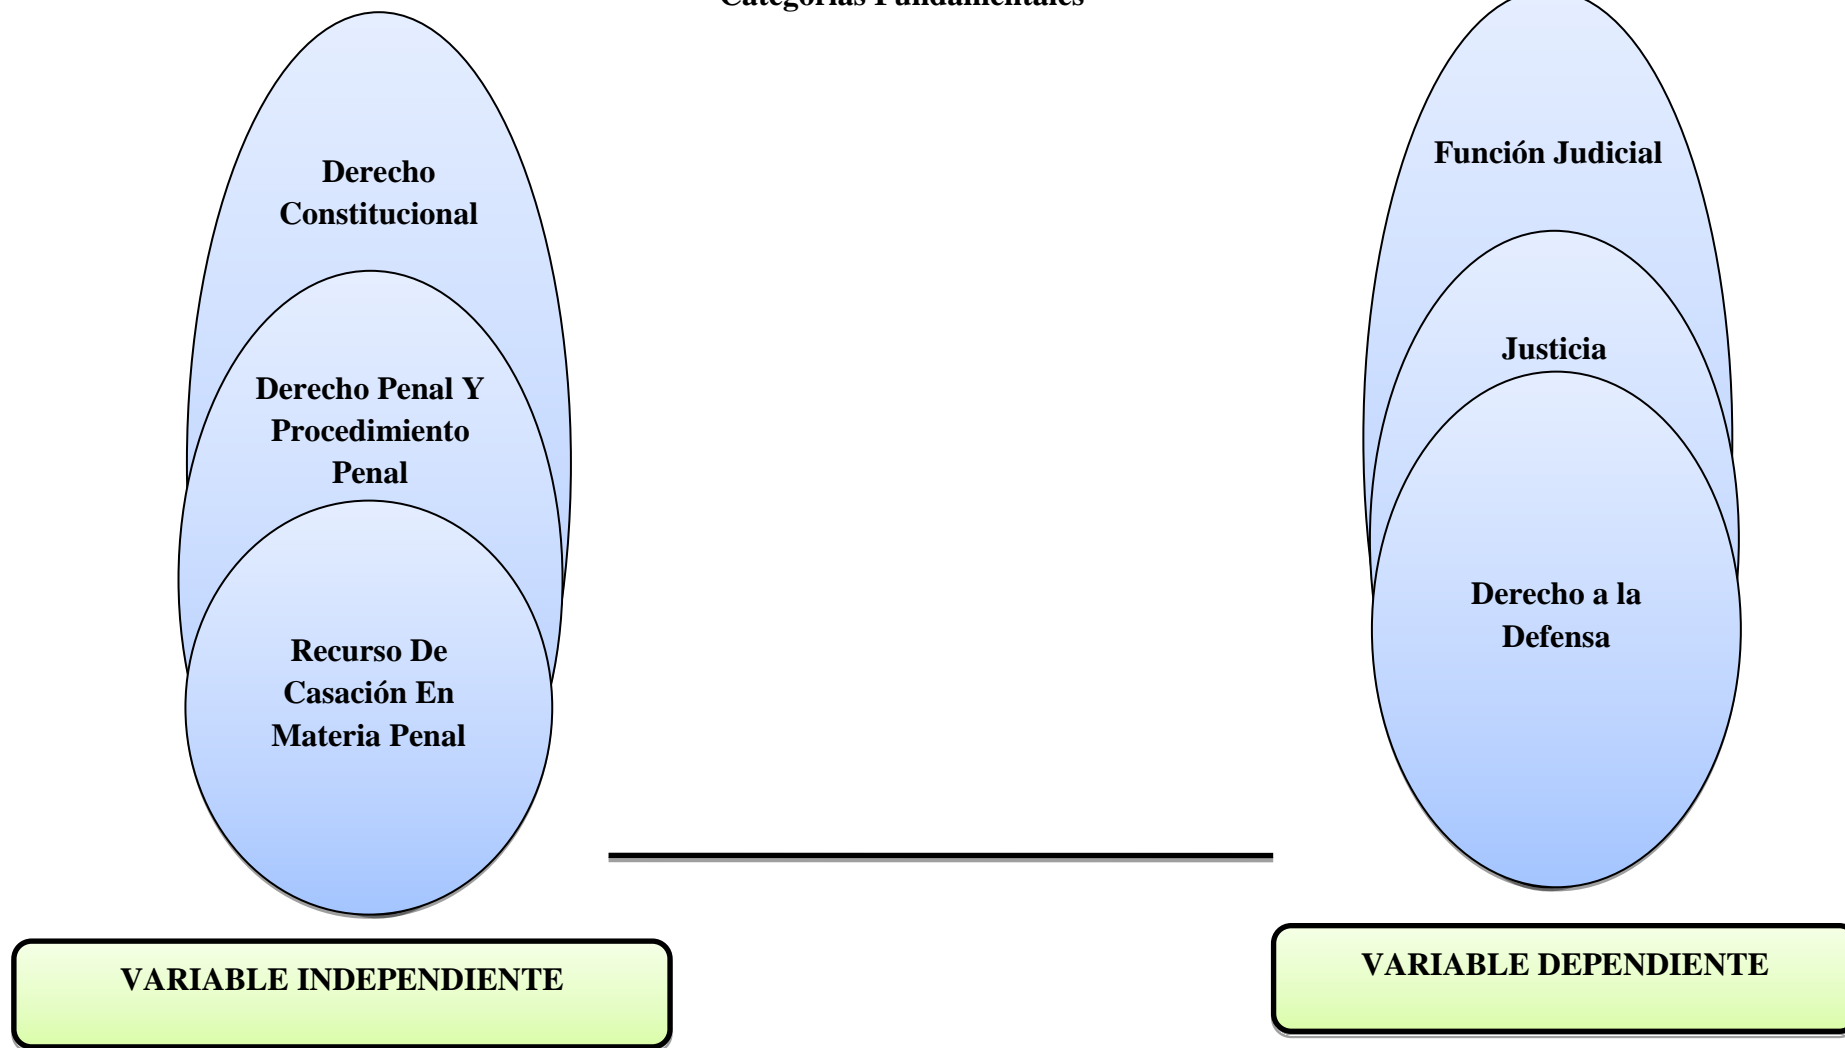 Categorías Fundamentales
Derecho
Constitucional
Derecho Penal Y
Procedimiento
Penal
Recurso De
Casación En
Materia Penal
VARIABLE INDEPENDIENTE
Función Judicial
Justicia
Derecho a la
Defensa
VARIABLE DEPENDIENTE